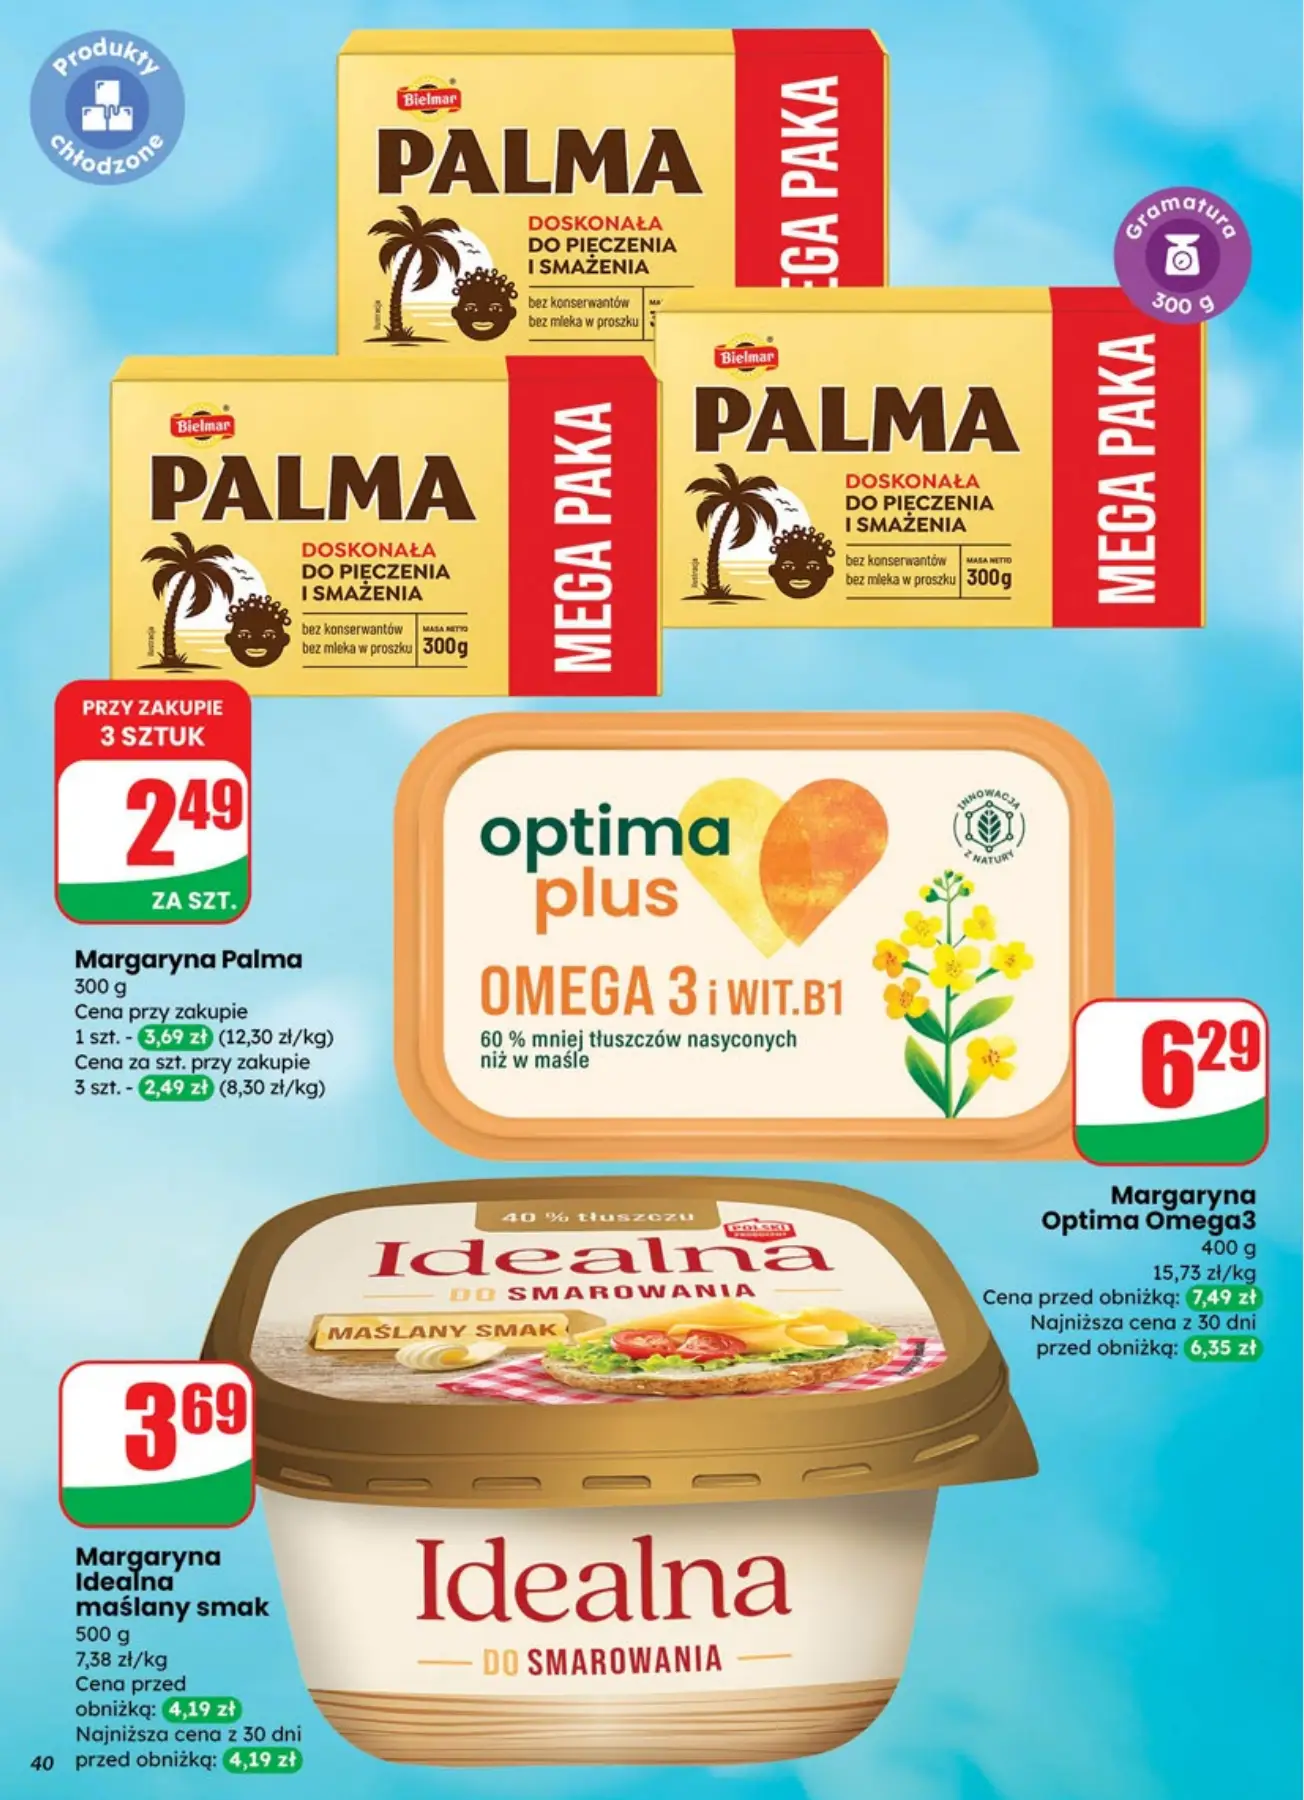 Produkty
chłodzone
Bielmar
PALMA
DOSKONAŁA
DO PIECZENIA
I SMAŻENIA
bez konserwantów
bez mleka w proszku
MEGA PAKA
Gramatura
300 g
Bielmar
PALMA
DOSKONAŁA
DO PIECZENIA
I SMAŻENIA
bez konserwantów
bez mleka w proszku
MASA NETTO
300g
ilustracja
MEGA PAKA
Bielmar
PALMA
DOSKONAŁA
DO PIECZENIA
I SMAŻENIA
bez konserwantów
bez mleka w proszku
MASA NETTO
300g
ilustracja
MEGA PAKA
PRZY ZAKUPIE
3 SZTUK
2 49
ZA SZT.
Margaryna Palma
300 g
Cena przy zakupie
1 szt. - 3,69 zł (12,30 zł/kg)
Cena za szt. przy zakupie
3 szt. - 2,49 zł (8,30 zł/kg)
optima
plus
INNOWACJA
Z NATURY
OMEGA 3 i WIT.B1
60 % mniej tłuszczów nasyconych
niż w maśle
6 29
Margaryna
Optima Omega3
400 g
15,73 zł/kg
Cena przed obniżką: 7,49 zł
Najniższa cena z 30 dni
przed obniżką: 6,35 zł
40 % tłuszczu
POLSKI
PRODUCENT
Idealna
DO SMAROWANIA
MAŚLANY SMAK
Idealna
DO SMAROWANIA
3 69
Margaryna
Idealna
maślany smak
500 g
7,38 zł/kg
Cena przed
obniżką: 4,19 zł
Najniższa cena z 30 dni
przed obniżką: 4,19 zł
40